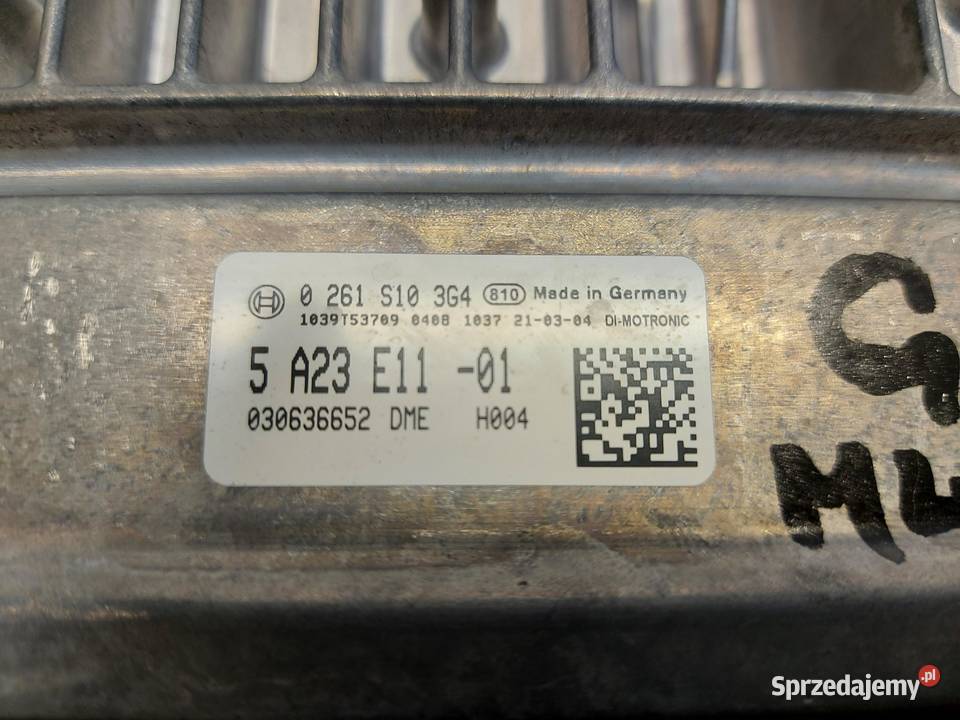 0 261 S10 3G4 810 Made in Germany
1039T53709 0408 1037 21-03-04 DI-MOTRONIC
5 A23 E11 -01
030636652 DME H004
Sprzedajemy.pl